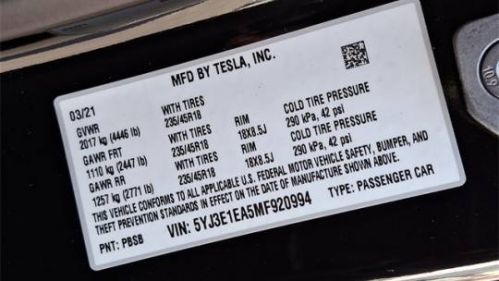 MFD BY TESLA, INC.
03/21
GVWR WITH TIRES RIM COLD TIRE PRESSURE
2017 kg (4446 lb) 235/45R18 18X8.5J 290 kPa, 42 psi
GAWR FRT WITH TIRES
1110 kg (2447 lb) 235/45R18
GAWR RR WITH TIRES RIM COLD TIRE PRESSURE
1257 kg (2771 lb) 235/45R18 18X8.5J 290 kPa, 42 psi
THIS VEHICLE CONFORMS TO ALL APPLICABLE U.S. FEDERAL MOTOR VEHICLE SAFETY, BUMPER, AND
THEFT PREVENTION STANDARDS IN EFFECT ON THE DATE OF MANUFACTURE SHOWN ABOVE.
PNT: PBSB VIN: 5YJ3E1EA5MF920994 TYPE: PASSENGER CAR